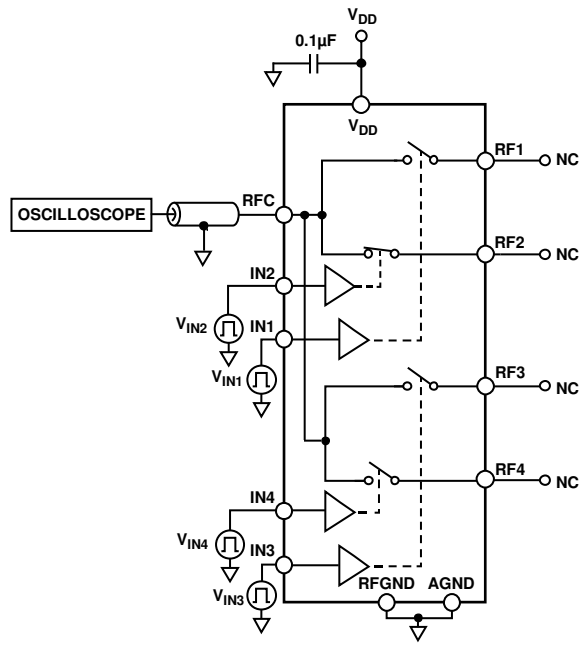 VDD
0.1µF
VDD
RF1
NC
OSCILLOSCOPE
RFC
RF2
NC
IN2
VIN2
IN1
VIN1
RF3
NC
RF4
NC
IN4
VIN4
IN3
VIN3
RFGND AGND